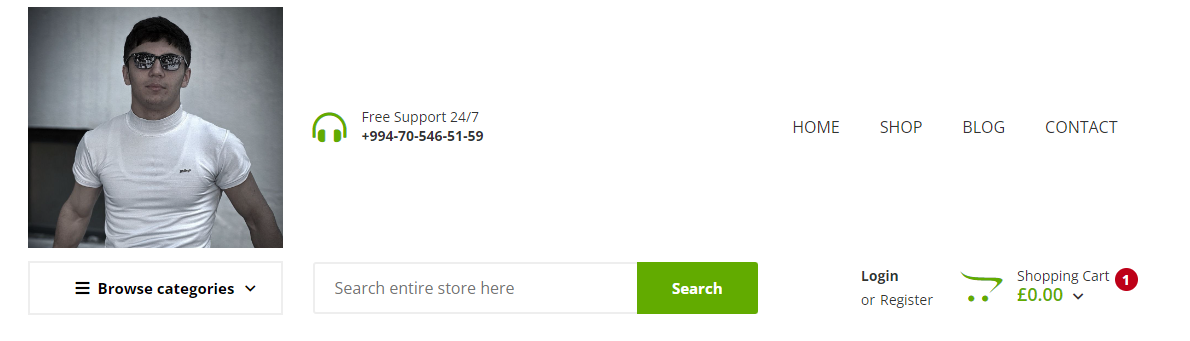 Free Support 24/7
+994-70-546-51-59
HOME SHOP BLOG CONTACT
Browse categories
Search entire store here
Search
Login
or Register
Shopping Cart 1
£0.00